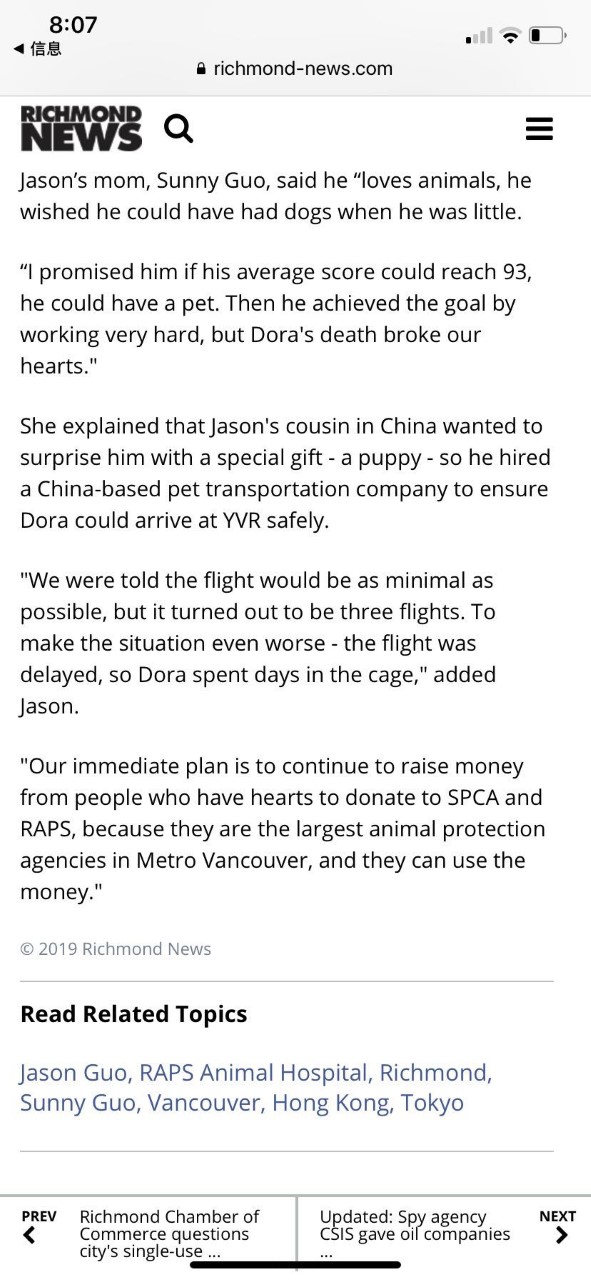 8:07
◀ 信息
richmond-news.com
RICHMOND
NEWS
Jason’s mom, Sunny Guo, said he “loves animals, he
wished he could have had dogs when he was little.
“I promised him if his average score could reach 93,
he could have a pet. Then he achieved the goal by
working very hard, but Dora's death broke our
hearts."
She explained that Jason's cousin in China wanted to
surprise him with a special gift - a puppy - so he hired
a China-based pet transportation company to ensure
Dora could arrive at YVR safely.
"We were told the flight would be as minimal as
possible, but it turned out to be three flights. To
make the situation even worse - the flight was
delayed, so Dora spent days in the cage," added
Jason.
"Our immediate plan is to continue to raise money
from people who have hearts to donate to SPCA and
RAPS, because they are the largest animal protection
agencies in Metro Vancouver, and they can use the
money."
© 2019 Richmond News
Read Related Topics
Jason Guo, RAPS Animal Hospital, Richmond,
Sunny Guo, Vancouver, Hong Kong, Tokyo
PREV
Richmond Chamber of
Commerce questions
city's single-use ...
Updated: Spy agency
CSIS gave oil companies
...
NEXT